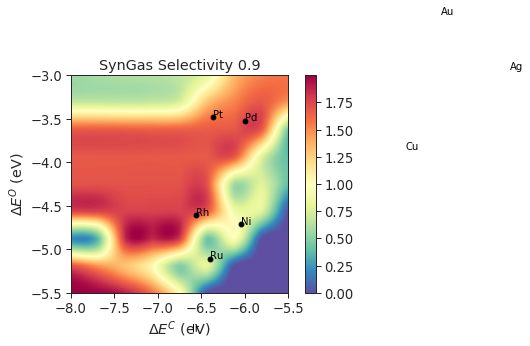 Au
SynGas Selectivity 0.9
Ag
−3.0
−3.5
−4.0
−4.5
−5.0
−5.5
ΔE^O (eV)
Pt
Pd
Rh
Ni
Ru
Cu
1.75
1.50
1.25
1.00
0.75
0.50
0.25
0.00
−8.0 −7.5 −7.0 −6.5 −6.0 −5.5
ΔE^C (eV)